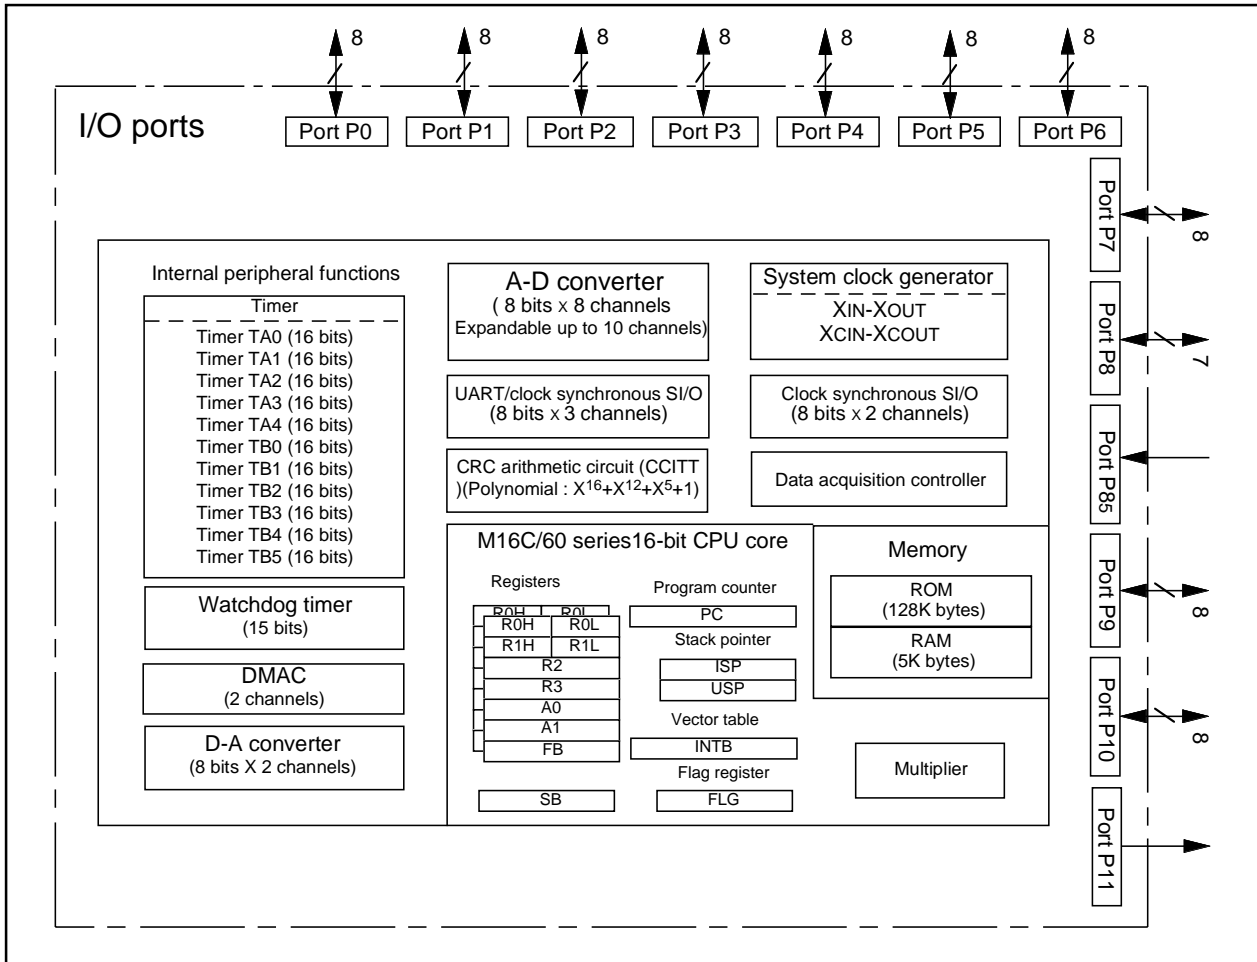 8 8 8 8 8 8 8
I/O ports
Port P0 Port P1 Port P2 Port P3 Port P4 Port P5 Port P6
Port P7
8
Port P8
7
Port P85
Port P9
8
Port P10
8
Port P11
Internal peripheral functions
Timer
Timer TA0 (16 bits)
Timer TA1 (16 bits)
Timer TA2 (16 bits)
Timer TA3 (16 bits)
Timer TA4 (16 bits)
Timer TB0 (16 bits)
Timer TB1 (16 bits)
Timer TB2 (16 bits)
Timer TB3 (16 bits)
Timer TB4 (16 bits)
Timer TB5 (16 bits)
Watchdog timer
(15 bits)
DMAC
(2 channels)
D-A converter
(8 bits X 2 channels)
A-D converter
( 8 bits x 8 channels
Expandable up to 10 channels)
UART/clock synchronous SI/O
(8 bits x 3 channels)
CRC arithmetic circuit (CCITT
)(Polynomial : X16+X12+X5+1)
System clock generator
XIN-XOUT
XCIN-XCOUT
Clock synchronous SI/O
(8 bits x 2 channels)
Data acquisition controller
M16C/60 series16-bit CPU core
Registers
R0H R0L
R0H R0L
R1H R1L
R2
R3
A0
A1
FB
SB
Program counter
PC
Stack pointer
ISP
USP
Vector table
INTB
Flag register
FLG
Memory
ROM
(128K bytes)
RAM
(5K bytes)
Multiplier